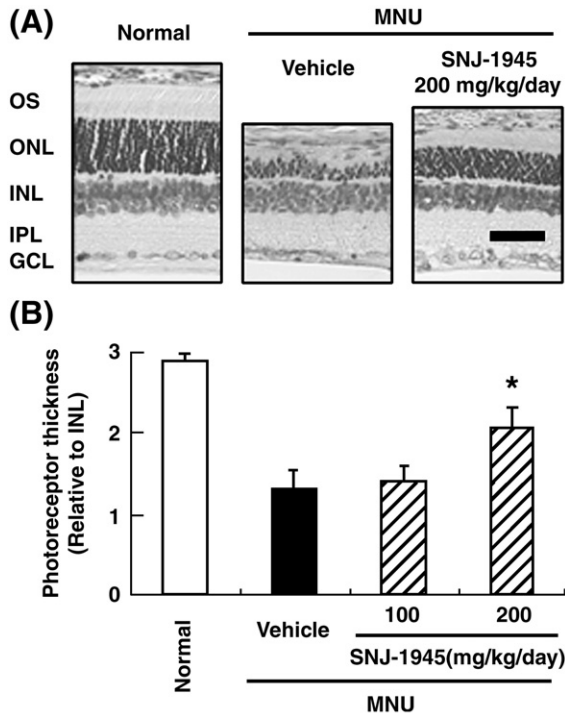 (A)
Normal
MNU
Vehicle
SNJ-1945
200 mg/kg/day
OS
ONL
INL
IPL
GCL
(B)
Photoreceptor thickness
(Relative to INL)
3
2
1
0
*
Normal
Vehicle
100
200
SNJ-1945(mg/kg/day)
MNU